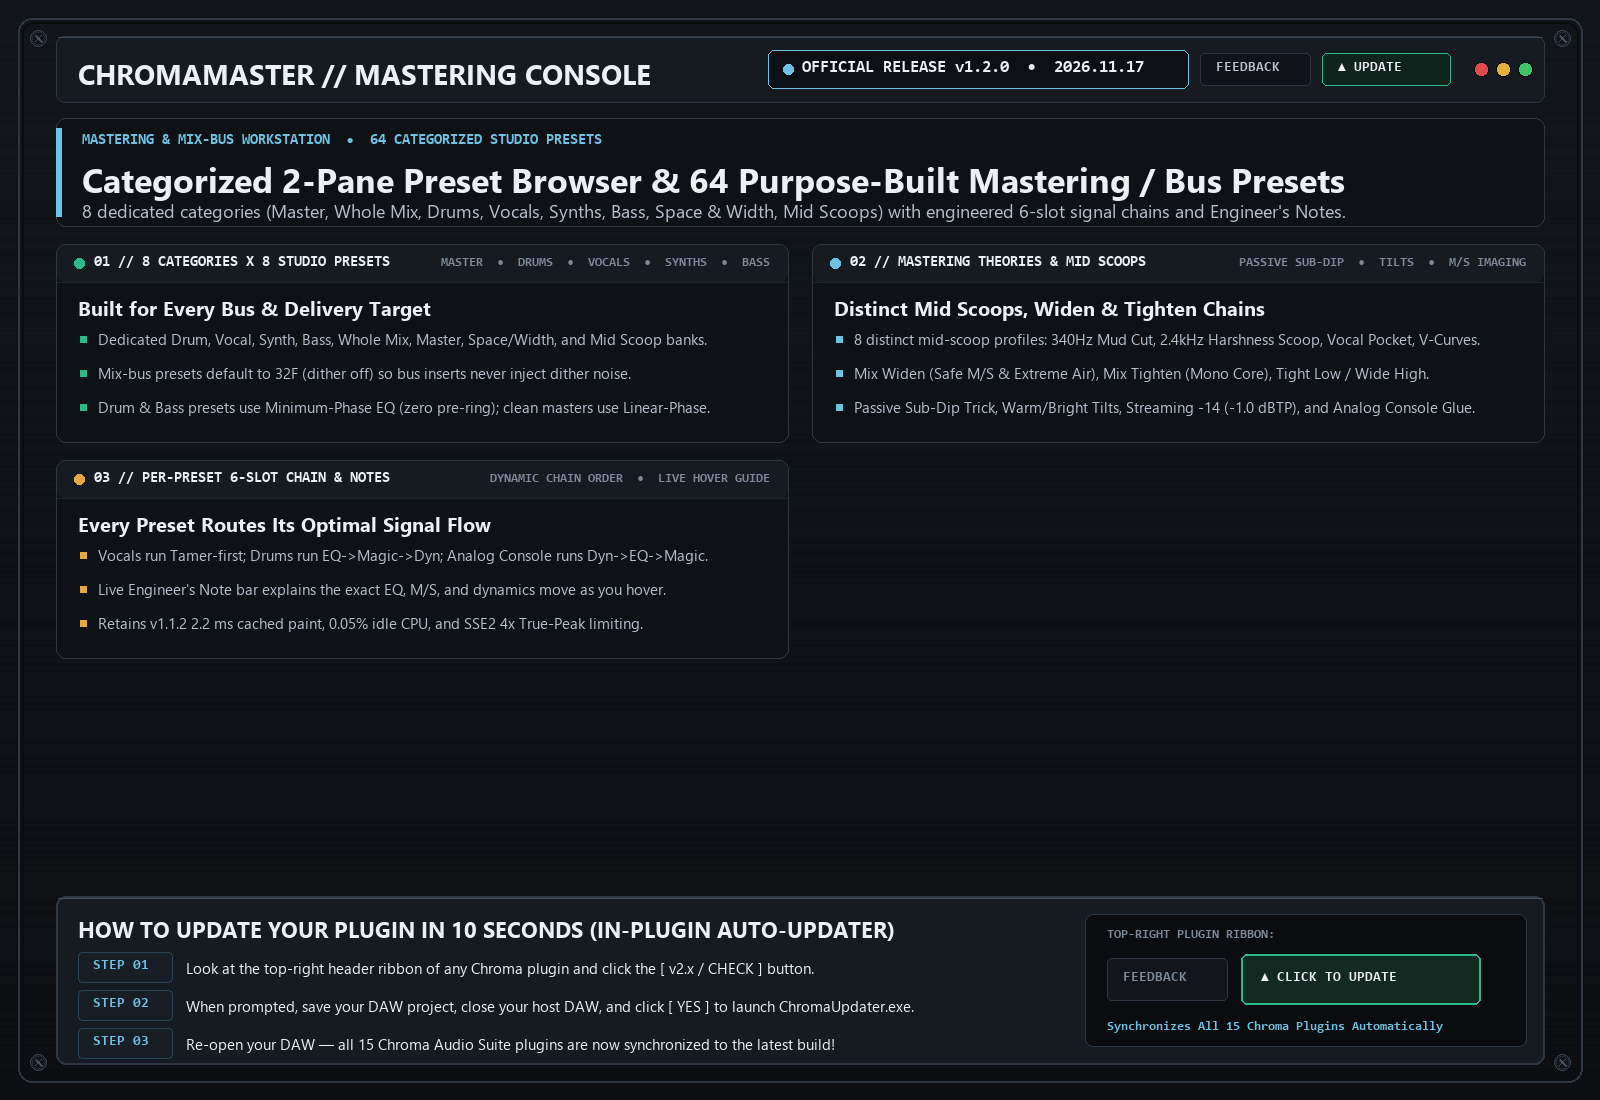 CHROMAMASTER // MASTERING CONSOLE
OFFICIAL RELEASE v1.2.0 • 2026.11.17
FEEDBACK
▲ UPDATE
MASTERING & MIX-BUS WORKSTATION • 64 CATEGORIZED STUDIO PRESETS
Categorized 2-Pane Preset Browser & 64 Purpose-Built Mastering / Bus Presets
8 dedicated categories (Master, Whole Mix, Drums, Vocals, Synths, Bass, Space & Width, Mid Scoops) with engineered 6-slot signal chains and Engineer's Notes.
01 // 8 CATEGORIES X 8 STUDIO PRESETS
MASTER • DRUMS • VOCALS • SYNTHS • BASS
Built for Every Bus & Delivery Target
Dedicated Drum, Vocal, Synth, Bass, Whole Mix, Master, Space/Width, and Mid Scoop banks.
Mix-bus presets default to 32F (dither off) so bus inserts never inject dither noise.
Drum & Bass presets use Minimum-Phase EQ (zero pre-ring); clean masters use Linear-Phase.
02 // MASTERING THEORIES & MID SCOOPS
PASSIVE SUB-DIP • TILTS • M/S IMAGING
Distinct Mid Scoops, Widen & Tighten Chains
8 distinct mid-scoop profiles: 340Hz Mud Cut, 2.4kHz Harshness Scoop, Vocal Pocket, V-Curves.
Mix Widen (Safe M/S & Extreme Air), Mix Tighten (Mono Core), Tight Low / Wide High.
Passive Sub-Dip Trick, Warm/Bright Tilts, Streaming -14 (-1.0 dBTP), and Analog Console Glue.
03 // PER-PRESET 6-SLOT CHAIN & NOTES
DYNAMIC CHAIN ORDER • LIVE HOVER GUIDE
Every Preset Routes Its Optimal Signal Flow
Vocals run Tamer-first; Drums run EQ->Magic->Dyn; Analog Console runs Dyn->EQ->Magic.
Live Engineer's Note bar explains the exact EQ, M/S, and dynamics move as you hover.
Retains v1.1.2 2.2 ms cached paint, 0.05% idle CPU, and SSE2 4x True-Peak limiting.
HOW TO UPDATE YOUR PLUGIN IN 10 SECONDS (IN-PLUGIN AUTO-UPDATER)
STEP 01
Look at the top-right header ribbon of any Chroma plugin and click the [ v2.x / CHECK ] button.
STEP 02
When prompted, save your DAW project, close your host DAW, and click [ YES ] to launch ChromaUpdater.exe.
STEP 03
Re-open your DAW — all 15 Chroma Audio Suite plugins are now synchronized to the latest build!
TOP-RIGHT PLUGIN RIBBON:
FEEDBACK
▲ CLICK TO UPDATE
Synchronizes All 15 Chroma Plugins Automatically